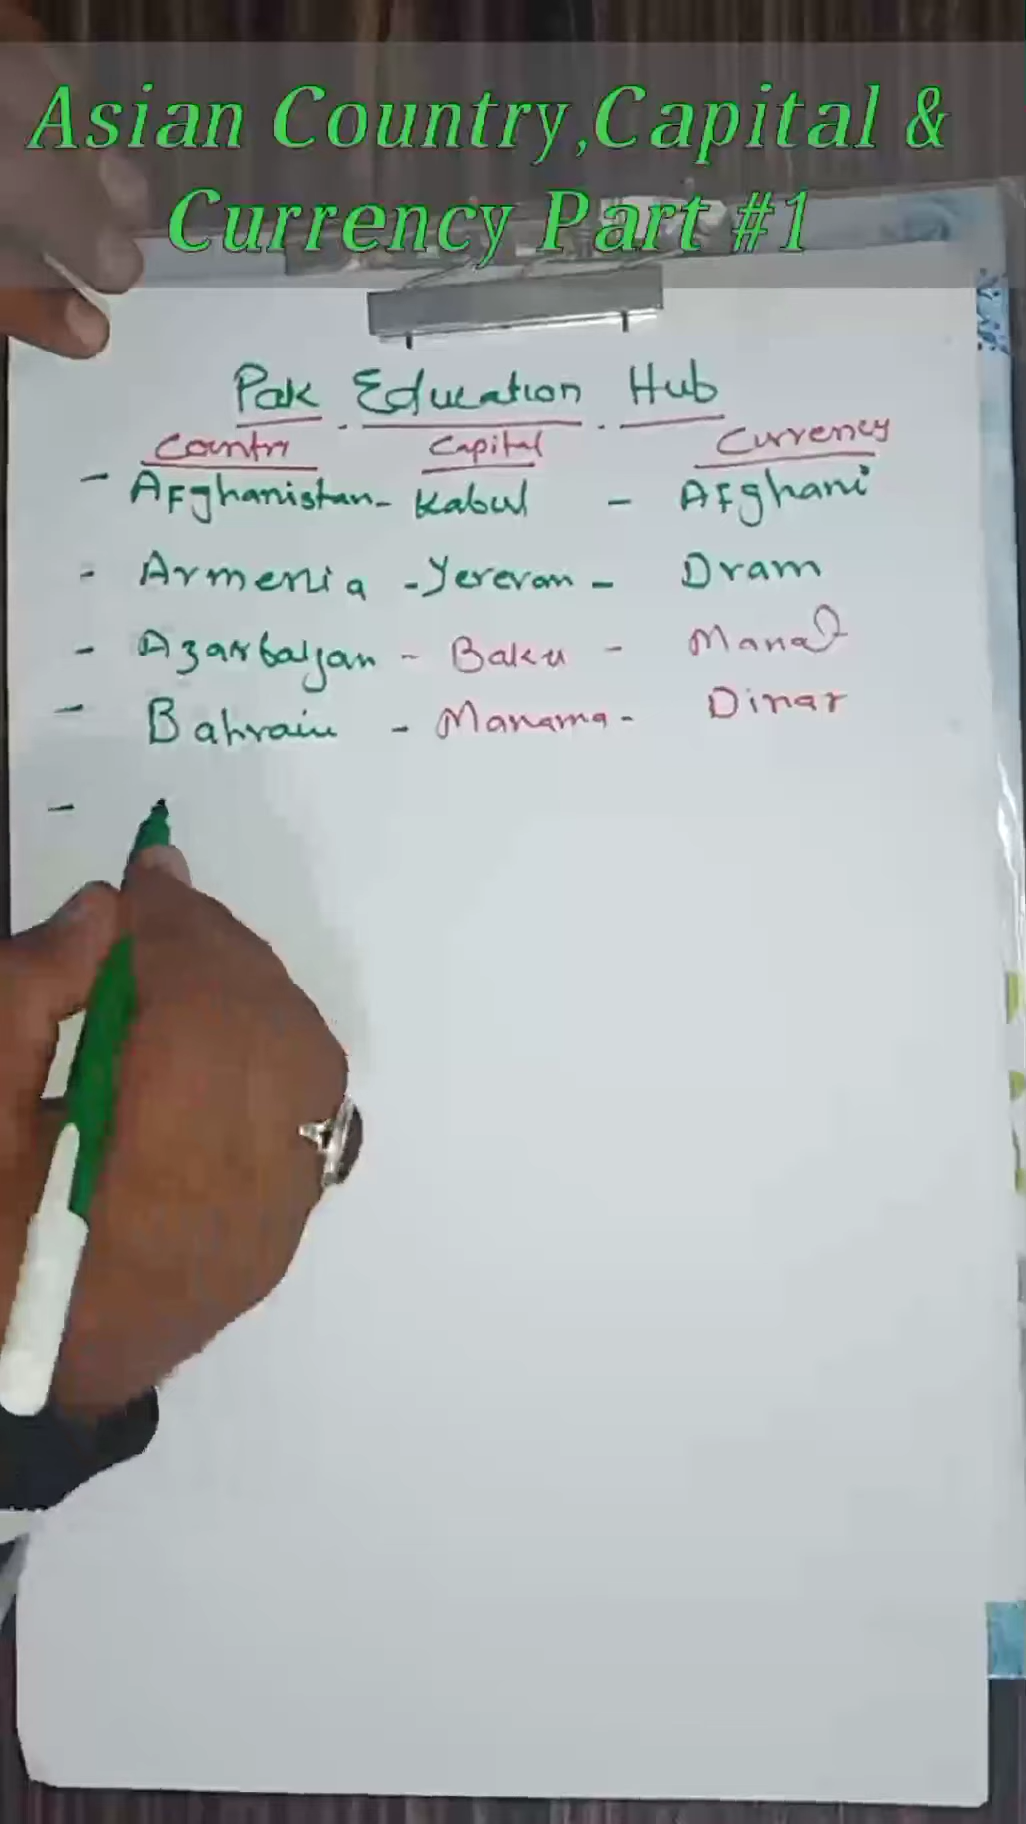 Asian Country,Capital &
Currency Part #1
Pak Education Hub
Country Capital Currency
- Afghanistan - Kabul - Afghani
- Armenia - Yerevan - Dram
- Azarbaijan - Baku - Manat
- Bahrain - Manama - Dinar
-